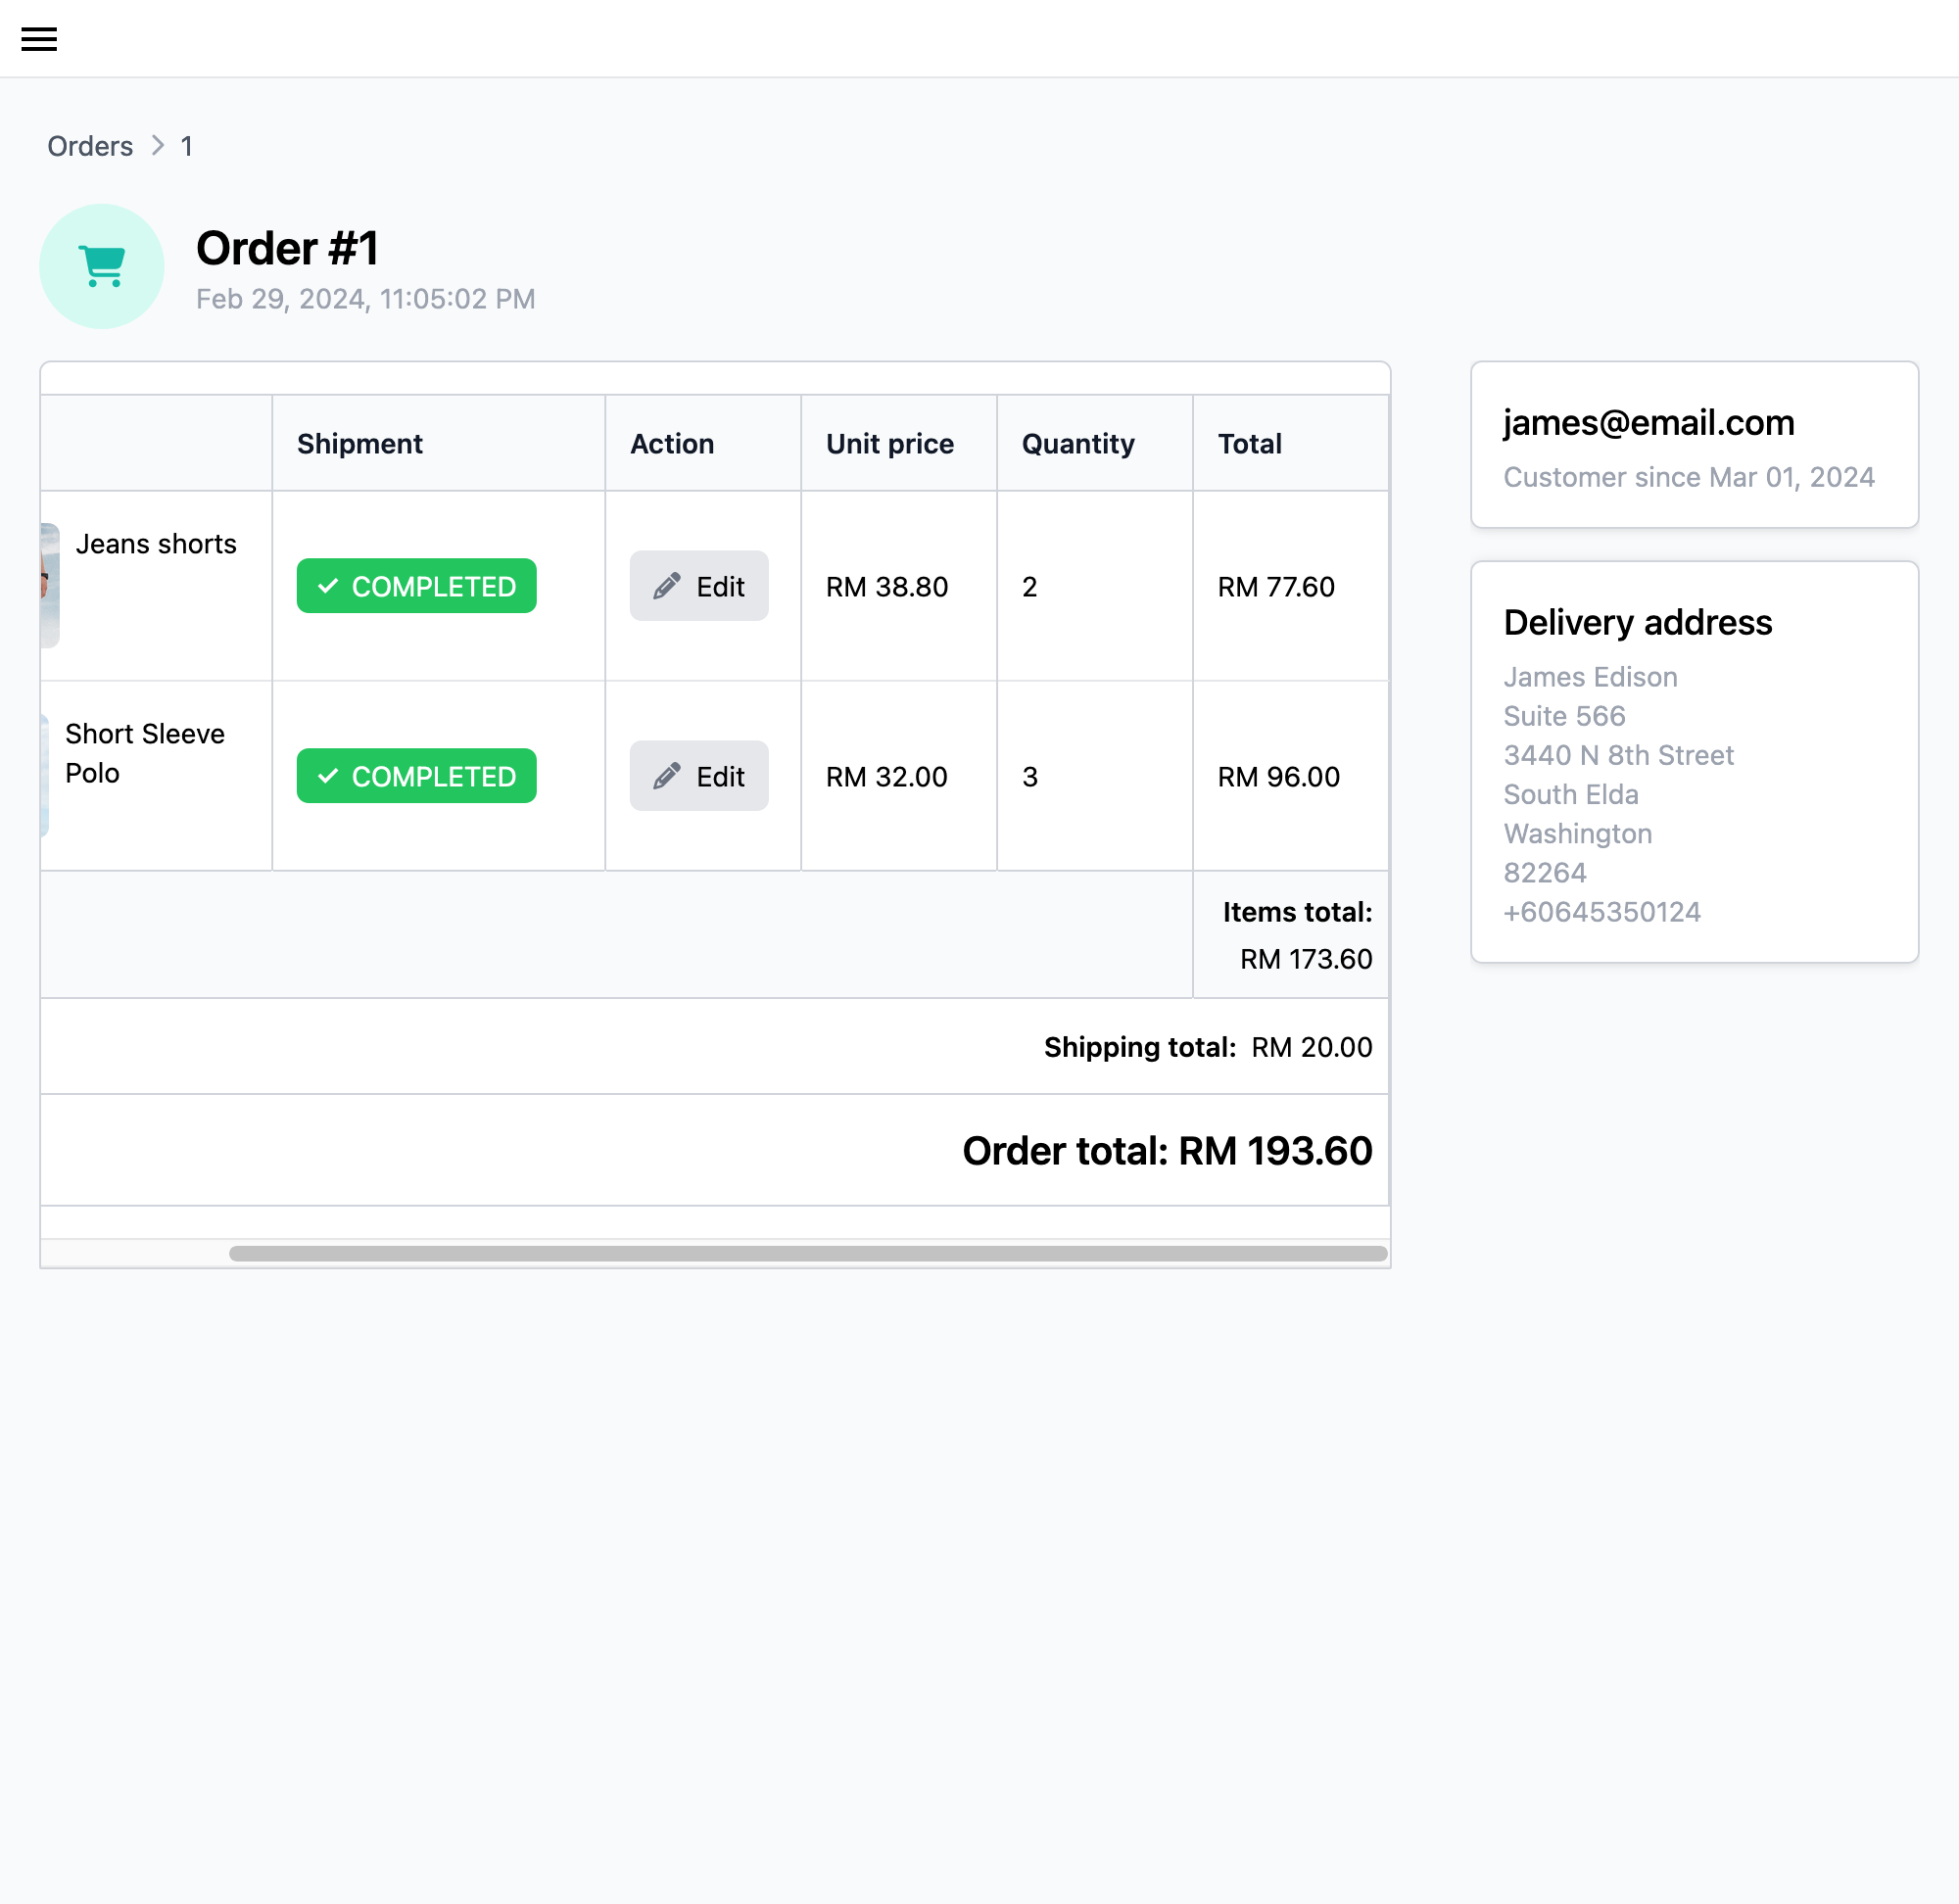 Orders > 1
Order #1
Feb 29, 2024, 11:05:02 PM
Shipment Action Unit price Quantity Total
Jeans shorts COMPLETED Edit RM 38.80 2 RM 77.60
Short Sleeve
Polo
COMPLETED Edit RM 32.00 3 RM 96.00
Items total:
RM 173.60
Shipping total: RM 20.00
Order total: RM 193.60
james@email.com
Customer since Mar 01, 2024
Delivery address
James Edison
Suite 566
3440 N 8th Street
South Elda
Washington
82264
+60645350124